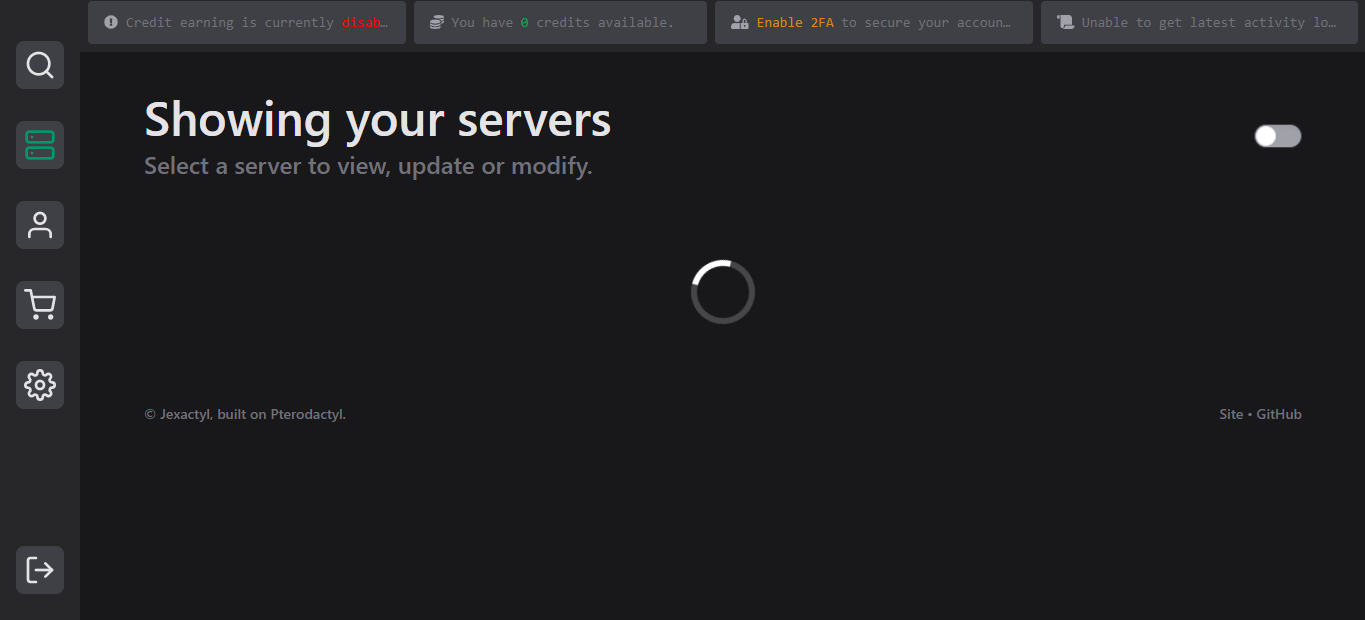 Credit earning is currently disab…
You have 0 credits available.
Enable 2FA to secure your accoun…
Unable to get latest activity lo…
Showing your servers
Select a server to view, update or modify.
© Jexactyl, built on Pterodactyl.
Site • GitHub